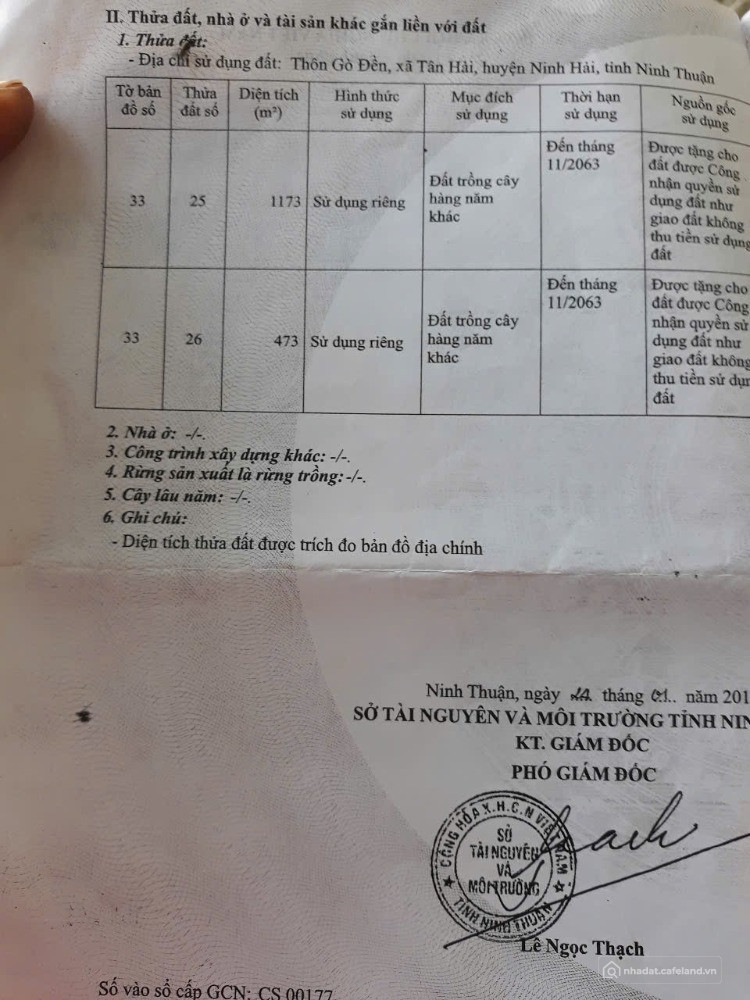 II. Thửa đất, nhà ở và tài sản khác gắn liền với đất
1. Thửa đất:
- Địa chỉ sử dụng đất: Thôn Gò Đền, xã Tân Hải, huyện Ninh Hải, tỉnh Ninh Thuận
Tờ bản đồ số
Thửa đất số
Diện tích (m²)
Hình thức sử dụng
Mục đích sử dụng
Thời hạn sử dụng
Nguồn gốc sử dụng
33
25
1173
Sử dụng riêng
Đất trồng cây
hàng năm
khác
Đến tháng
11/2063
Được tặng cho
đất được Công
nhận quyền sử
dụng đất như
giao đất không
thu tiền sử dụng
đất
33
26
473
Sử dụng riêng
Đất trồng cây
hàng năm
khác
Đến tháng
11/2063
Được tặng cho
đất được Công
nhận quyền sử
dụng đất như
giao đất không
thu tiền sử dụng
đất
2. Nhà ở: -/-.
3. Công trình xây dựng khác: -/-.
4. Rừng sản xuất là rừng trồng: -/-.
5. Cây lâu năm: -/-.
6. Ghi chú:
- Diện tích thửa đất được trích đo bản đồ địa chính
Ninh Thuận, ngày tháng 01.. năm 201
SỞ TÀI NGUYÊN VÀ MÔI TRƯỜNG TỈNH NIN
KT. GIÁM ĐỐC
PHÓ GIÁM ĐỐC
CỘNG HÒA X.H.C.N VIỆT NAM
SỞ
TÀI NGUYÊN
VÀ
MÔI TRƯỜNG
TỈNH NINH THUẬN
Lê Ngọc Thạch
Số vào sổ cấp GCN: CS 00177
nhadat.cafeland.vn